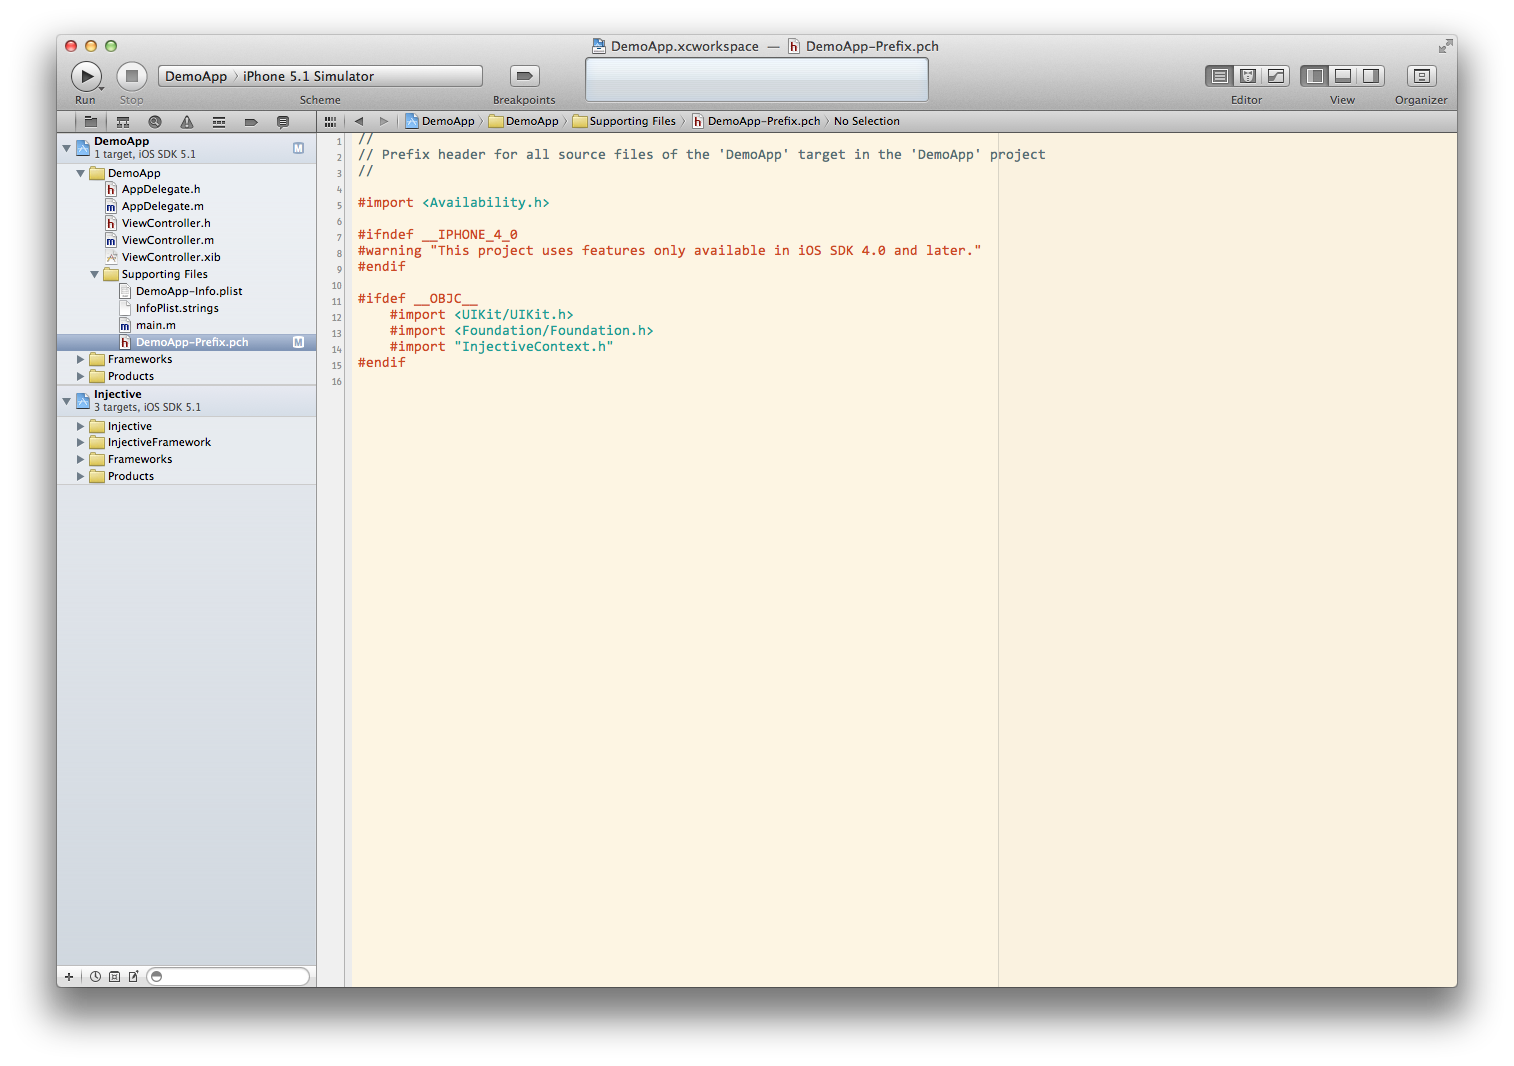 DemoApp.xcworkspace — DemoApp-Prefix.pch
DemoApp 〉 iPhone 5.1 Simulator
Run
Stop
Scheme
Breakpoints
Editor
View
Organizer
DemoApp 〉 DemoApp 〉 Supporting Files 〉 DemoApp-Prefix.pch 〉 No Selection
DemoApp
1 target, iOS SDK 5.1
M
DemoApp
h AppDelegate.h
m AppDelegate.m
h ViewController.h
m ViewController.m
ViewController.xib
Supporting Files
DemoApp-Info.plist
InfoPlist.strings
m main.m
h DemoApp-Prefix.pch M
Frameworks
Products
Injective
3 targets, iOS SDK 5.1
Injective
InjectiveFramework
Frameworks
Products
1 //
2 // Prefix header for all source files of the 'DemoApp' target in the 'DemoApp' project
3 //
4
5 #import <Availability.h>
6
7 #ifndef __IPHONE_4_0
8 #warning "This project uses features only available in iOS SDK 4.0 and later."
9 #endif
10
11 #ifdef __OBJC__
12 #import <UIKit/UIKit.h>
13 #import <Foundation/Foundation.h>
14 #import "InjectiveContext.h"
15 #endif
16